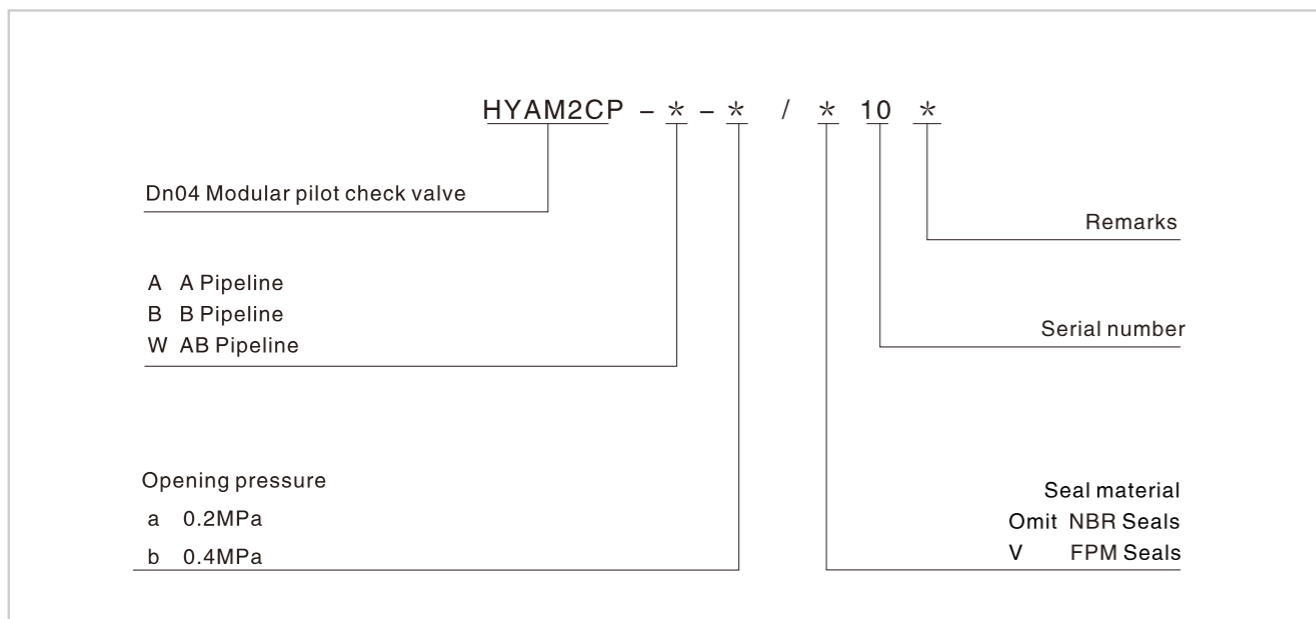 HYAM2CP – * – * / * 10 *
Dn04 Modular pilot check valve
Remarks
A A Pipeline
B B Pipeline
W AB Pipeline
Serial number
Opening pressure
a 0.2MPa
b 0.4MPa
Seal material
Omit NBR Seals
V FPM Seals